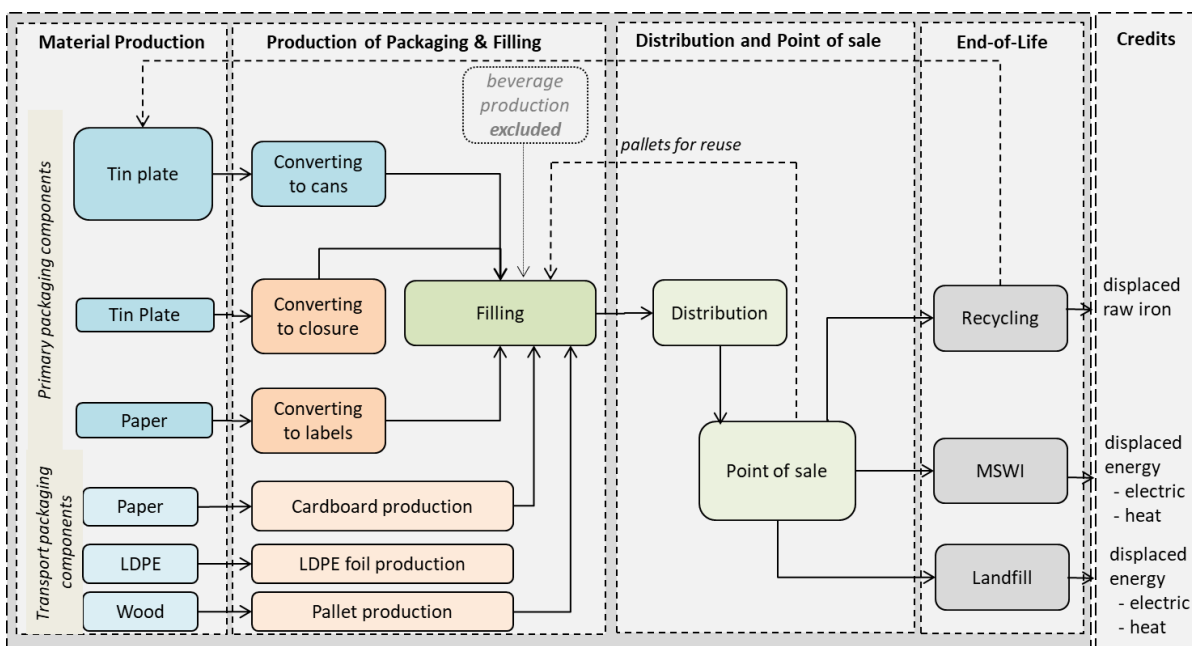 Material Production
Production of Packaging & Filling
Distribution and Point of sale
End-of-Life
Credits
beverage
production
excluded
pallets for reuse
Primary packaging components
Tin plate
Converting
to cans
Tin Plate
Converting
to closure
Filling
Distribution
Recycling
displaced
raw iron
Paper
Converting
to labels
Point of sale
MSWI
displaced
energy
- electric
- heat
Transport packaging
components
Paper
Cardboard production
LDPE
LDPE foil production
Wood
Pallet production
Landfill
displaced
energy
- electric
- heat